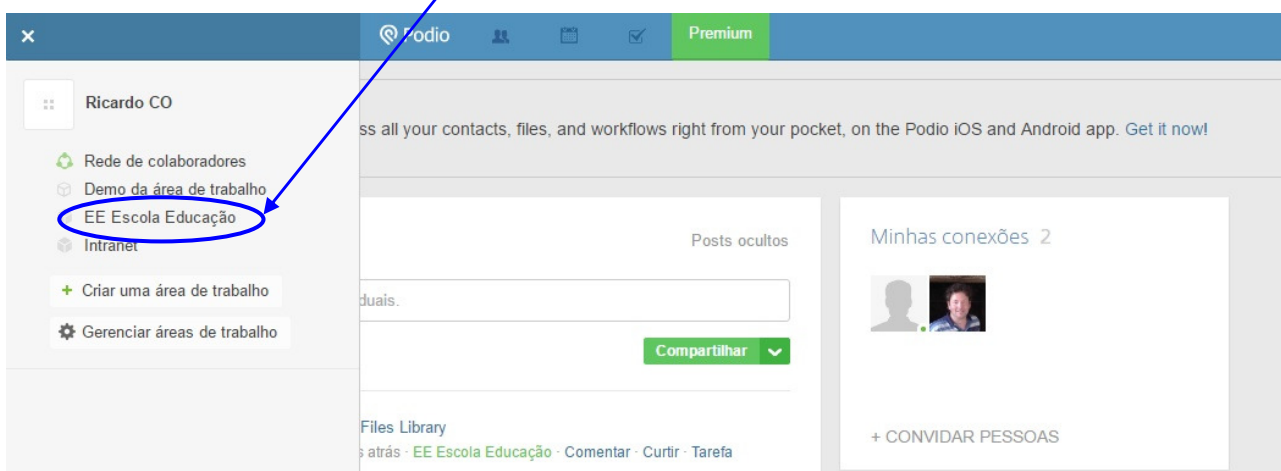 ×
Podio
Premium
Ricardo CO
Rede de colaboradores
Demo da área de trabalho
EE Escola Educação
Intranet
+ Criar uma área de trabalho
Gerenciar áreas de trabalho
ss all your contacts, files, and workflows right from your pocket, on the Podio iOS and Android app. Get it now!
Posts ocultos
duais.
Compartilhar
Files Library
s atrás · EE Escola Educação · Comentar · Curtir · Tarefa
Minhas conexões 2
+ CONVIDAR PESSOAS